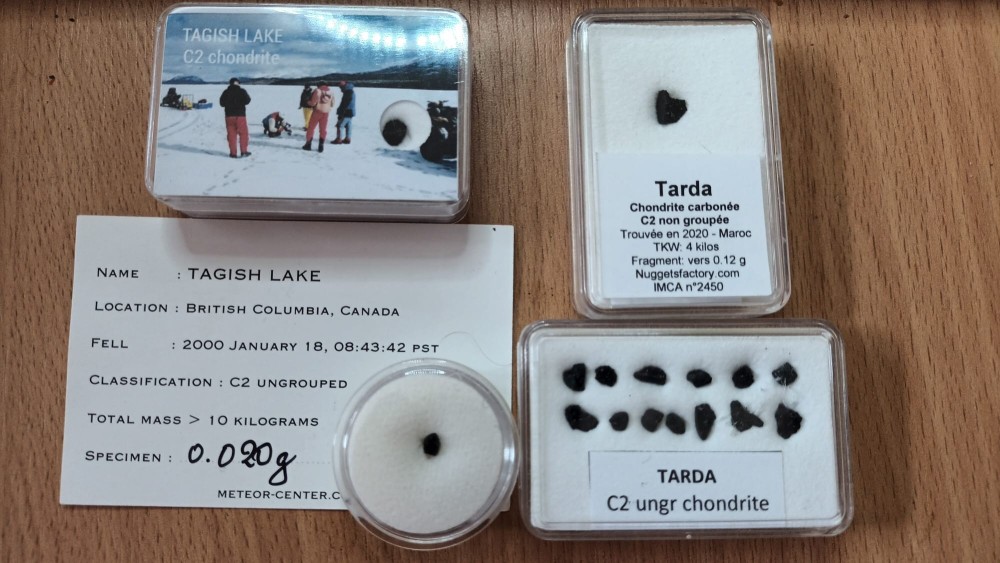 TAGISH LAKE
C2 chondrite
Tarda
Chondrite carbonée
C2 non groupée
Trouvée en 2020 - Maroc
TKW: 4 kilos
Fragment: vers 0.12 g
Nuggetsfactory.com
IMCA n°2450
NAME : TAGISH LAKE
LOCATION : BRITISH COLUMBIA, CANADA
FELL : 2000 JANUARY 18, 08:43:42 PST
CLASSIFICATION : C2 UNGROUPED
TOTAL MASS > 10 KILOGRAMS
SPECIMEN : 0.020g
METEOR-CENTER.C
TARDA
C2 ungr chondrite